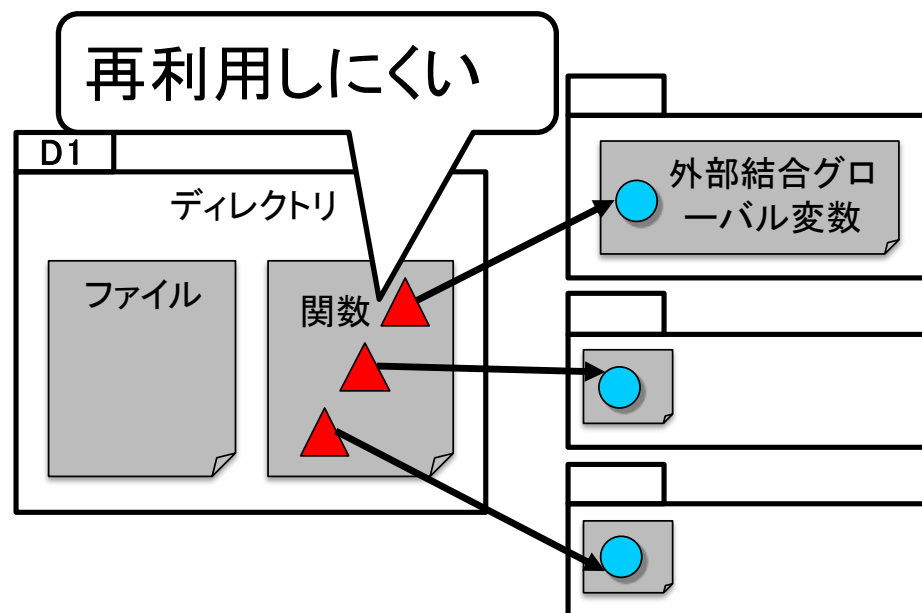 再利用しにくい
D1
ディレクトリ
ファイル
関数
外部結合グロ
ーバル変数